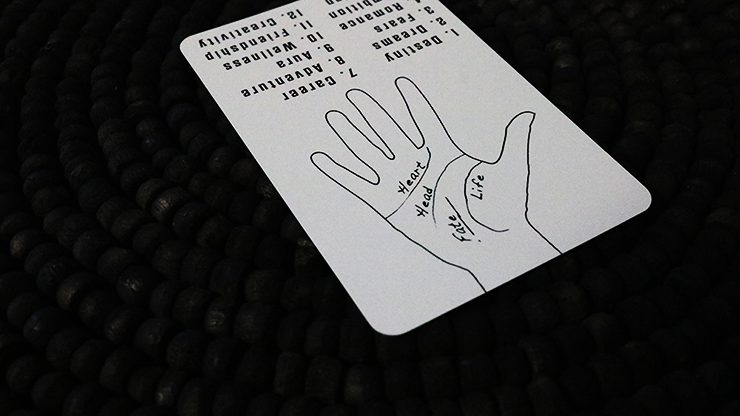 1. Destiny
2. Dreams
3. Fears
Romance
7. Career
8. Adventure
9. Aura
10. Wellness
11. Friendship
12. Creativity
Heart
Head
Fate
Life